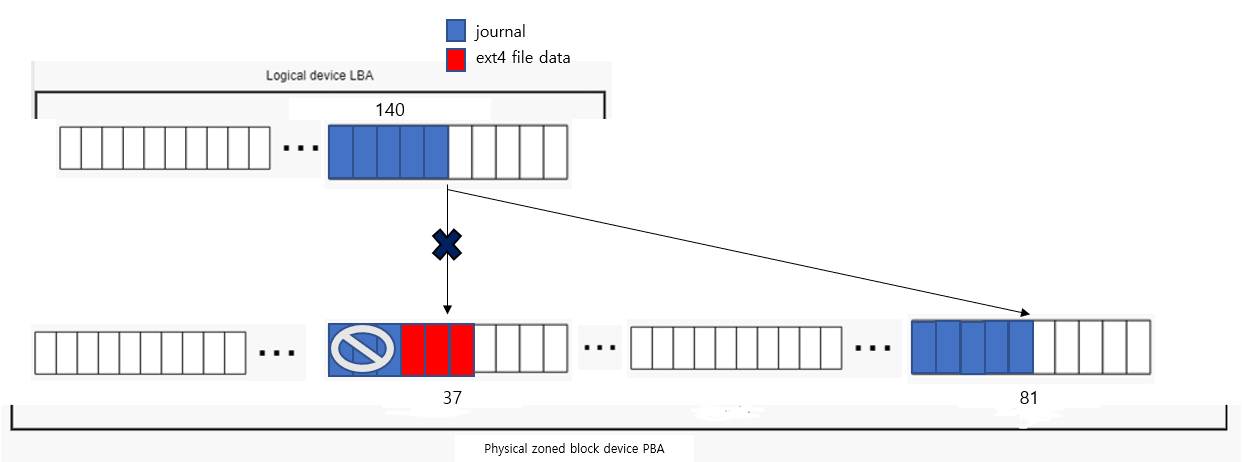 journal
ext4 file data
Logical device LBA
140
...
... ... ...
37 81
Physical zoned block device PBA